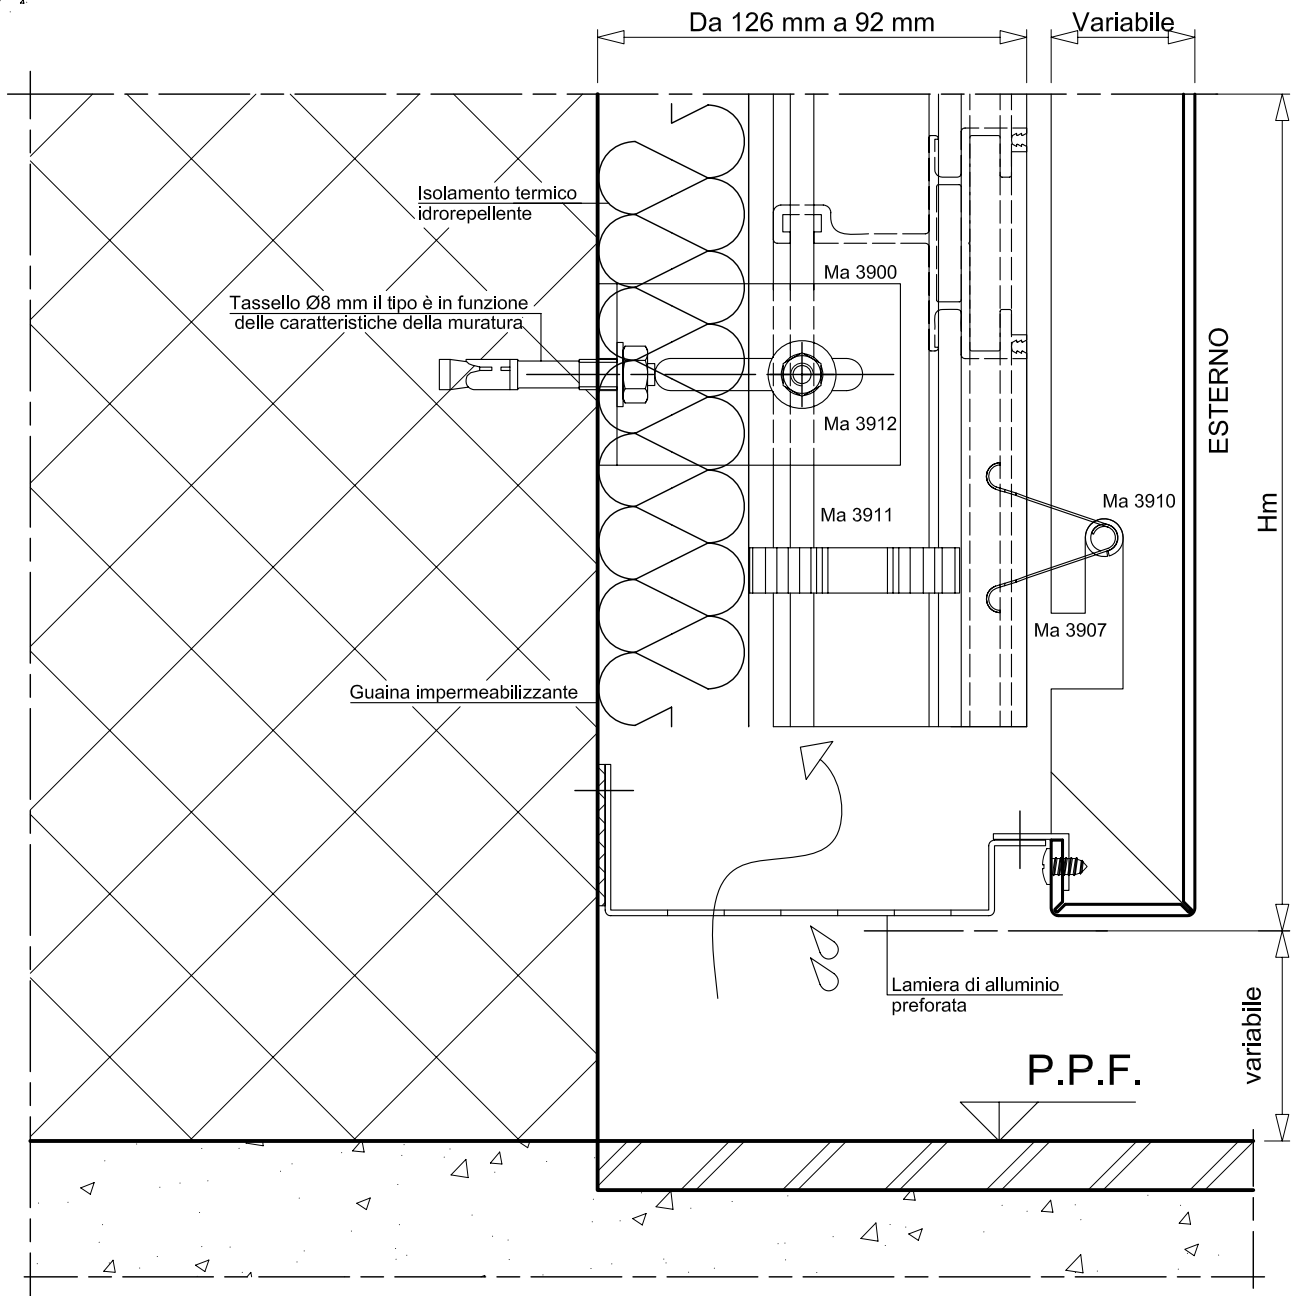 Da 126 mm a 92 mm
Variabile
Isolamento termico
idrorepellente
Ma 3900
Tassello Ø8 mm il tipo è in funzione
delle caratteristiche della muratura
ESTERNO
Ma 3912
Ma 3910
Hm
Ma 3911
Ma 3907
Guaina impermeabilizzante
Lamiera di alluminio
preforata
variabile
P.P.F.